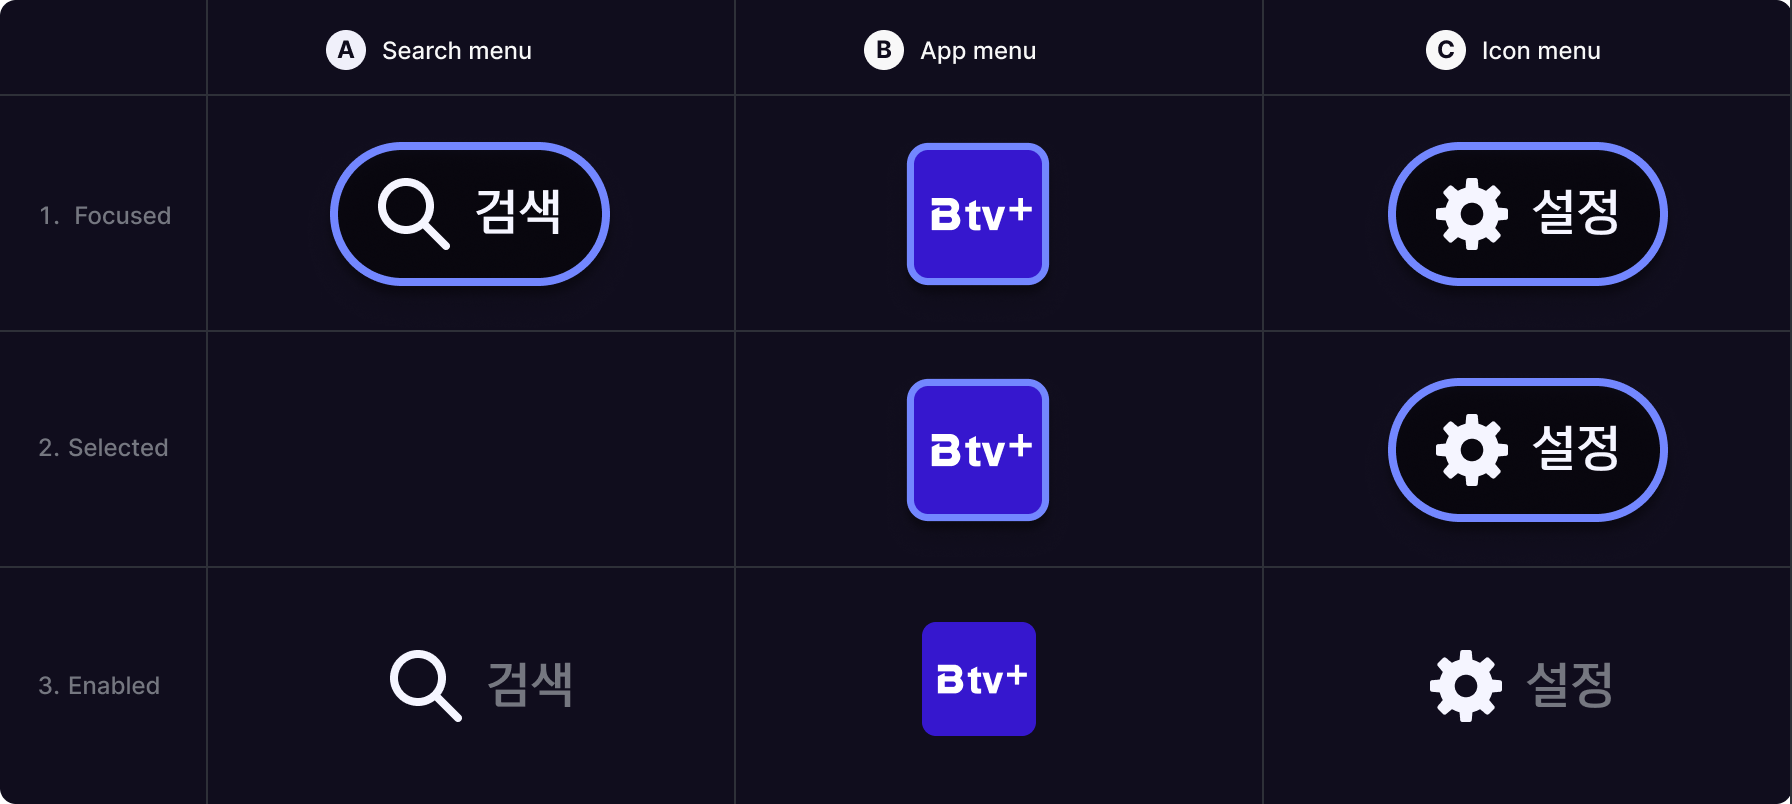 A Search menu
B App menu
C Icon menu
1. Focused
검색
Btv+
설정
2. Selected
Btv+
설정
3. Enabled
검색
Btv+
설정